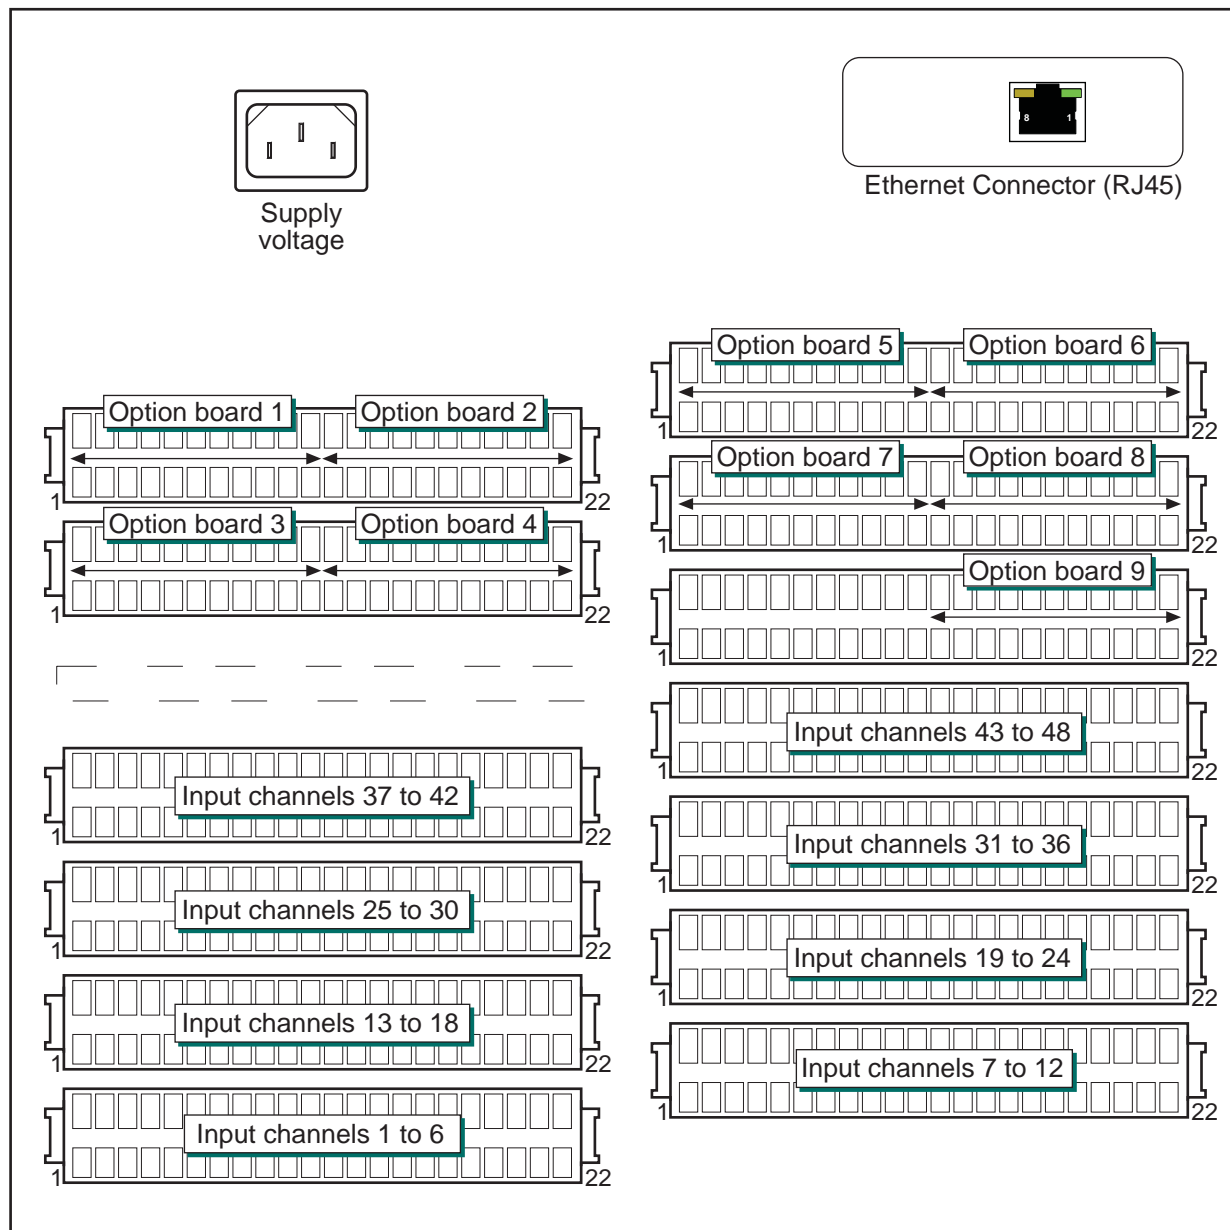 8 1
Ethernet Connector (RJ45)
Supply
voltage
Option board 5 Option board 6
1 22
Option board 7 Option board 8
1 22
Option board 9
1 22
Option board 1 Option board 2
1 22
Option board 3 Option board 4
1 22
Input channels 43 to 48
1 22
Input channels 37 to 42
1 22
Input channels 31 to 36
1 22
Input channels 25 to 30
1 22
Input channels 19 to 24
1 22
Input channels 13 to 18
1 22
Input channels 7 to 12
1 22
Input channels 1 to 6
1 22